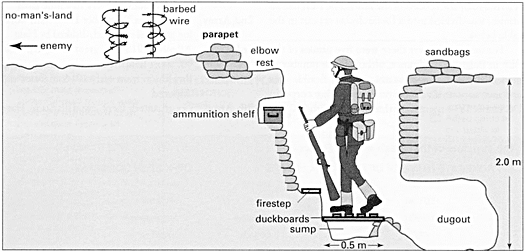 no-man's-land
barbed
wire
enemy
parapet
elbow
rest
sandbags
ammunition shelf
2.0 m
firestep
duckboards
sump
dugout
0.5 m